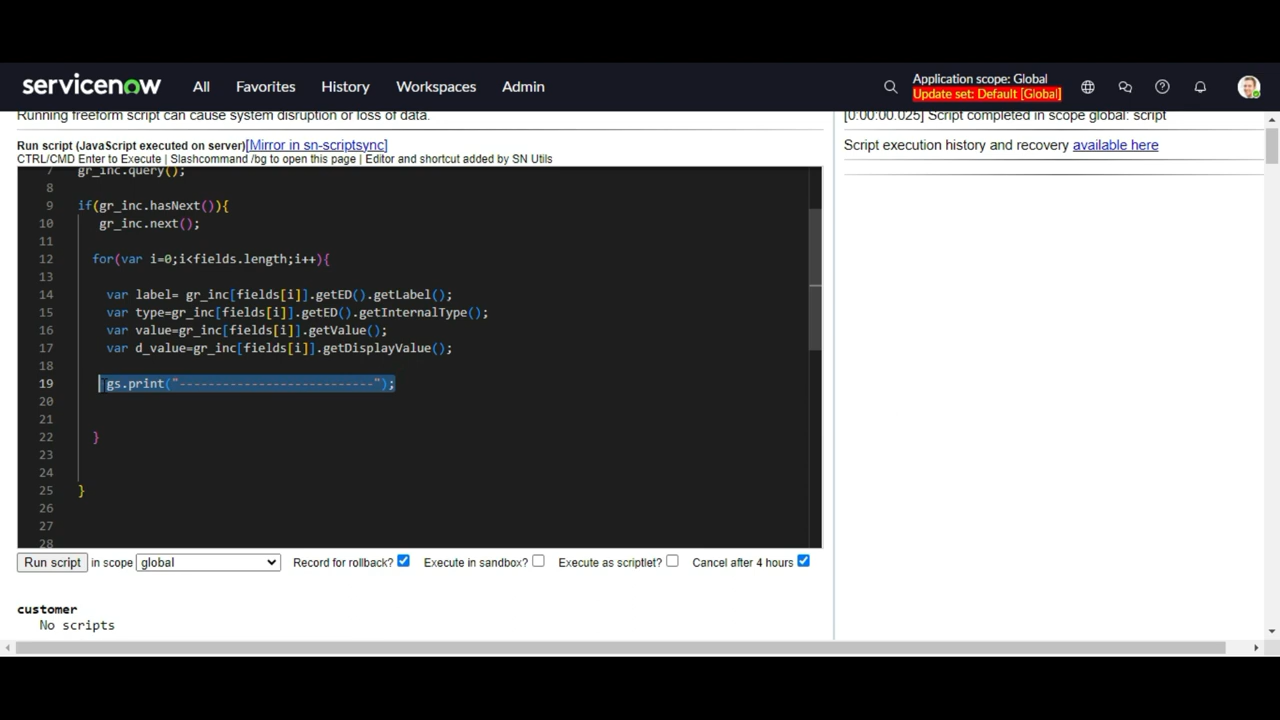 servicenow
All
Favorites
History
Workspaces
Admin
Application scope: Global
Update set: Default [Global]
Running freeform script can cause system disruption or loss of data.
Run script (JavaScript executed on server)[Mirror in sn-scriptsync]
CTRL/CMD Enter to Execute | Slashcommand /bg to open this page | Editor and shortcut added by SN Utils
7 gr_inc.query();
8
9 if(gr_inc.hasNext()){
10 gr_inc.next();
11
12 for(var i=0;i<fields.length;i++){
13
14 var label= gr_inc[fields[i]].getED().getLabel();
15 var type=gr_inc[fields[i]].getED().getInternalType();
16 var value=gr_inc[fields[i]].getValue();
17 var d_value=gr_inc[fields[i]].getDisplayValue();
18
19 gs.print("---------------------------");
20
21
22 }
23
24
25 }
26
27
28
Run script in scope global Record for rollback? Execute in sandbox? Execute as scriptlet? Cancel after 4 hours
customer
No scripts
[0:00:00.025] Script completed in scope global: script
Script execution history and recovery available here